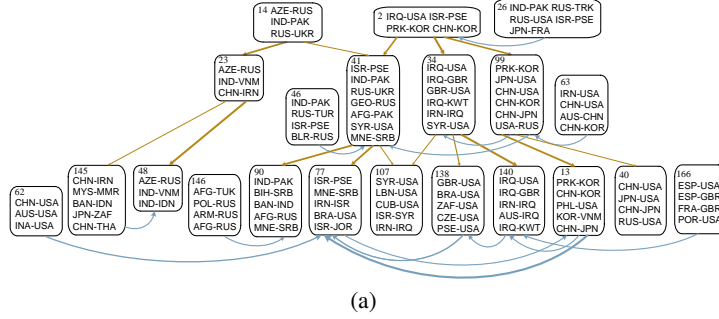 14 AZE-RUS
IND-PAK
RUS-UKR
2 IRQ-USA ISR-PSE
PRK-KOR CHN-KOR
26 IND-PAK RUS-TRK
RUS-USA ISR-PSE
JPN-FRA
23
AZE-RUS
IND-VNM
CHN-IRN
46
IND-PAK
RUS-TUR
ISR-PSE
BLR-RUS
41
ISR-PSE
IND-PAK
RUS-UKR
GEO-RUS
AFG-PAK
SYR-USA
MNE-SRB
34
IRQ-USA
IRQ-GBR
GBR-USA
IRQ-KWT
IRN-IRQ
SYR-USA
99
PRK-KOR
JPN-USA
CHN-USA
CHN-KOR
CHN-JPN
USA-RUS
63
IRN-USA
CHN-USA
AUS-CHN
CHN-KOR
62
CHN-USA
AUS-USA
INA-USA
145
CHN-IRN
MYS-MMR
BAN-IDN
JPN-ZAF
CHN-THA
48
AZE-RUS
IND-VNM
IND-IDN
146
AFG-TUK
POL-RUS
ARM-RUS
AFG-RUS
90
IND-PAK
BIH-SRB
BAN-IND
AFG-RUS
MNE-SRB
77
ISR-PSE
MNE-SRB
IRN-ISR
BRA-USA
ISR-JOR
107
SYR-USA
LBN-USA
CUB-USA
ISR-SYR
IRN-IRQ
138
GBR-USA
BRA-USA
ZAF-USA
CZE-USA
PSE-USA
140
IRQ-USA
IRQ-GBR
IRN-IRQ
AUS-IRQ
IRQ-KWT
13
PRK-KOR
CHN-KOR
PHL-USA
KOR-VNM
CHN-JPN
40
CHN-USA
JPN-USA
CHN-JPN
RUS-USA
166
ESP-USA
ESP-GBR
FRA-GBR
POR-USA
(a)